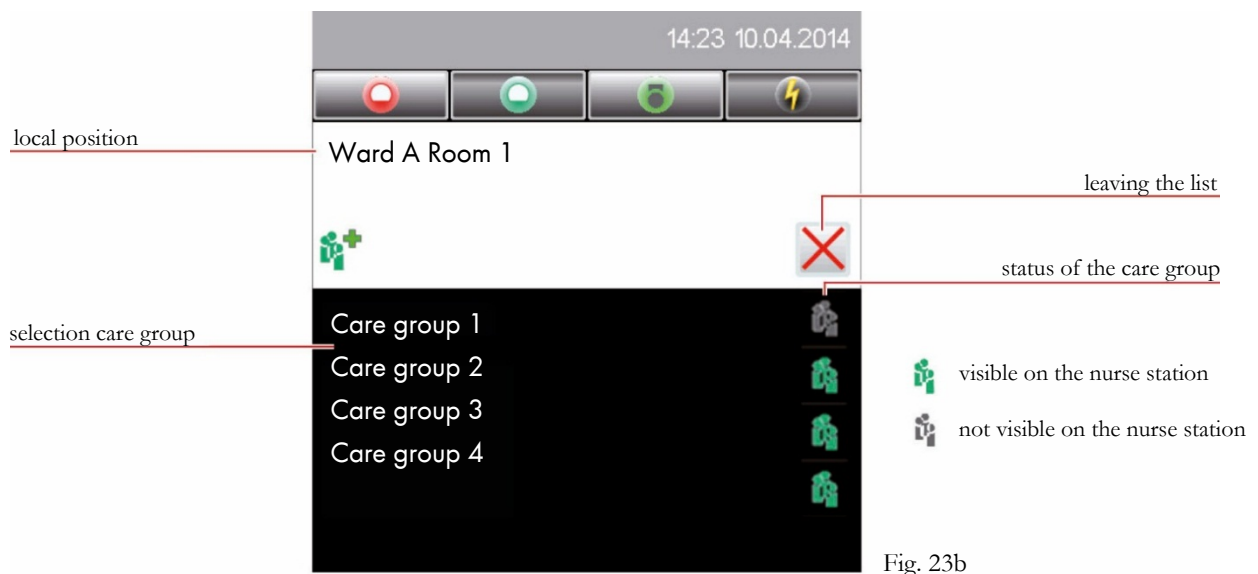 14:23 10.04.2014
local position
Ward A Room 1
leaving the list
status of the care group
selection care group
Care group 1
Care group 2
Care group 3
Care group 4
visible on the nurse station
not visible on the nurse station
Fig. 23b